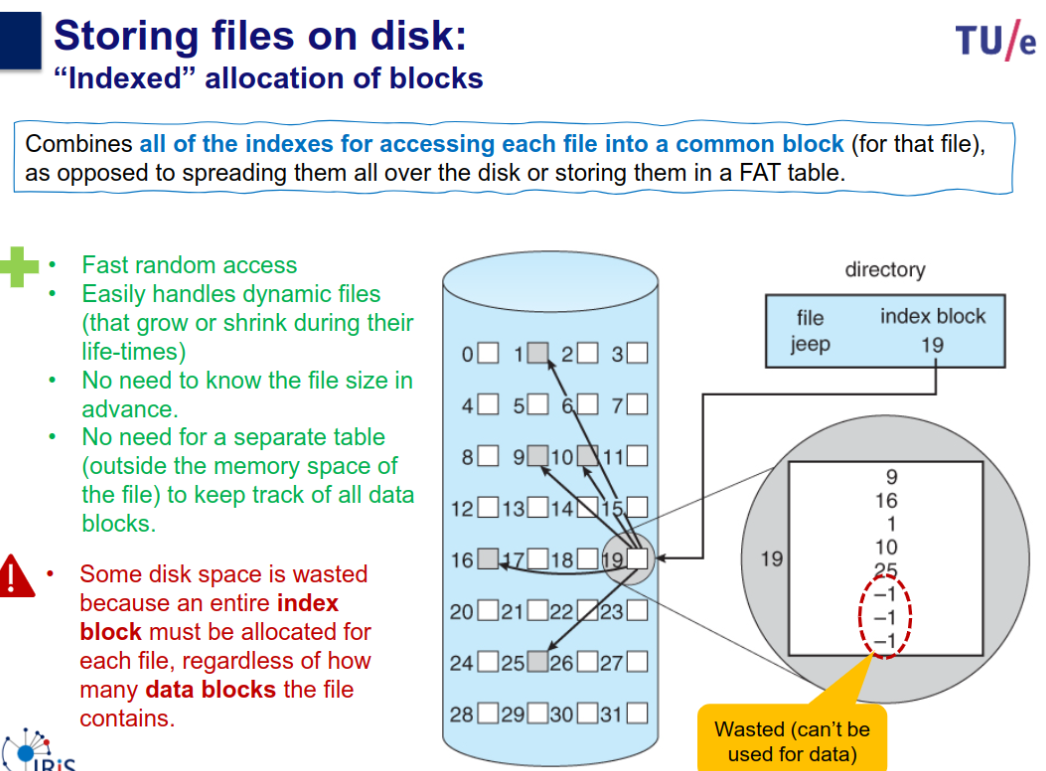 Storing files on disk:
TU/e
“Indexed” allocation of blocks
Combines all of the indexes for accessing each file into a common block (for that file),
as opposed to spreading them all over the disk or storing them in a FAT table.
• Fast random access
• Easily handles dynamic files
(that grow or shrink during their
life-times)
• No need to know the file size in
advance.
• No need for a separate table
(outside the memory space of
the file) to keep track of all data
blocks.
! • Some disk space is wasted
because an entire index
block must be allocated for
each file, regardless of how
many data blocks the file
contains.
IRiS
0 1 2 3
4 5 6 7
8 9 10 11
12 13 14 15
16 17 18 19
20 21 22 23
24 25 26 27
28 29 30 31
directory
file index block
jeep 19
19
9
16
1
10
25
–1
–1
–1
Wasted (can’t be
used for data)